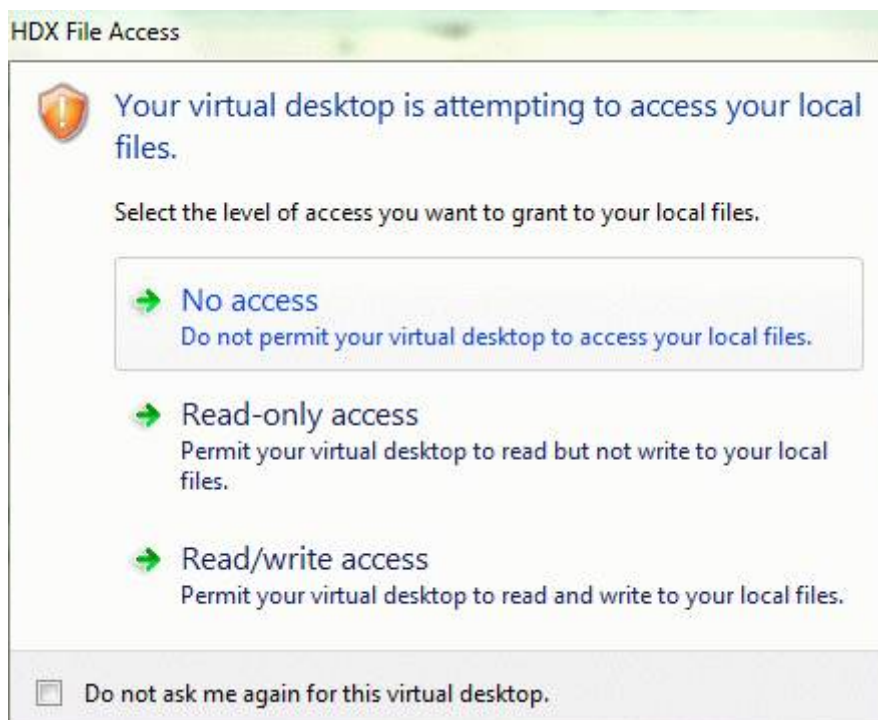 HDX File Access
Your virtual desktop is attempting to access your local
files.
Select the level of access you want to grant to your local files.
No access
Do not permit your virtual desktop to access your local files.
Read-only access
Permit your virtual desktop to read but not write to your local
files.
Read/write access
Permit your virtual desktop to read and write to your local files.
Do not ask me again for this virtual desktop.